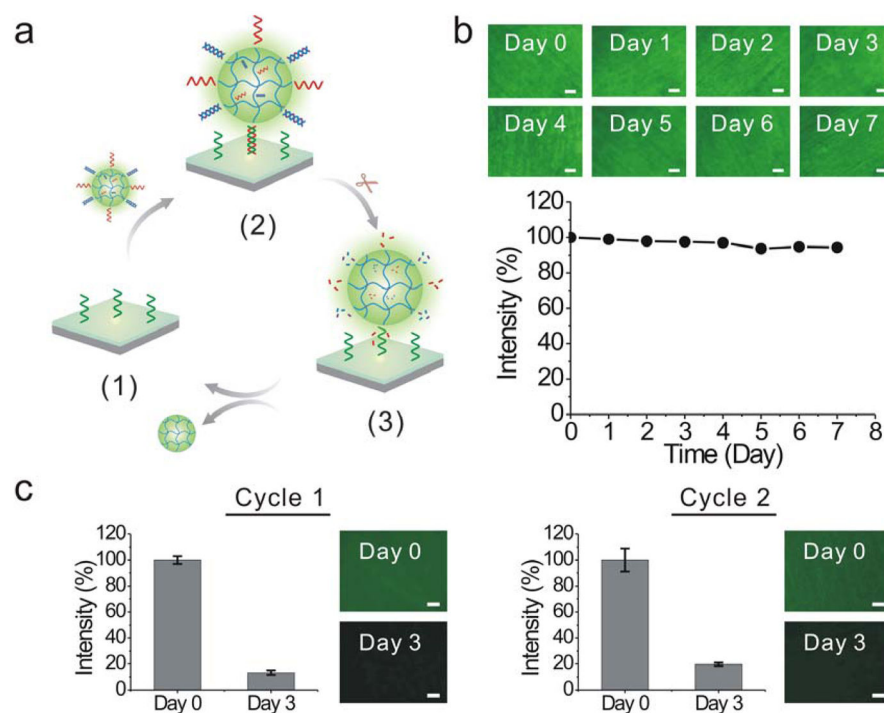 a
(1)
(2)
(3)
b
Day 0
Day 1
Day 2
Day 3
Day 4
Day 5
Day 6
Day 7
Intensity (%)
120
100
80
60
40
20
0
0 1 2 3 4 5 6 7 8
Time (Day)
c
Cycle 1
Intensity (%)
120
100
80
60
40
20
0
Day 0 Day 3
Day 0
Day 3
Cycle 2
Intensity (%)
120
100
80
60
40
20
0
Day 0 Day 3
Day 0
Day 3